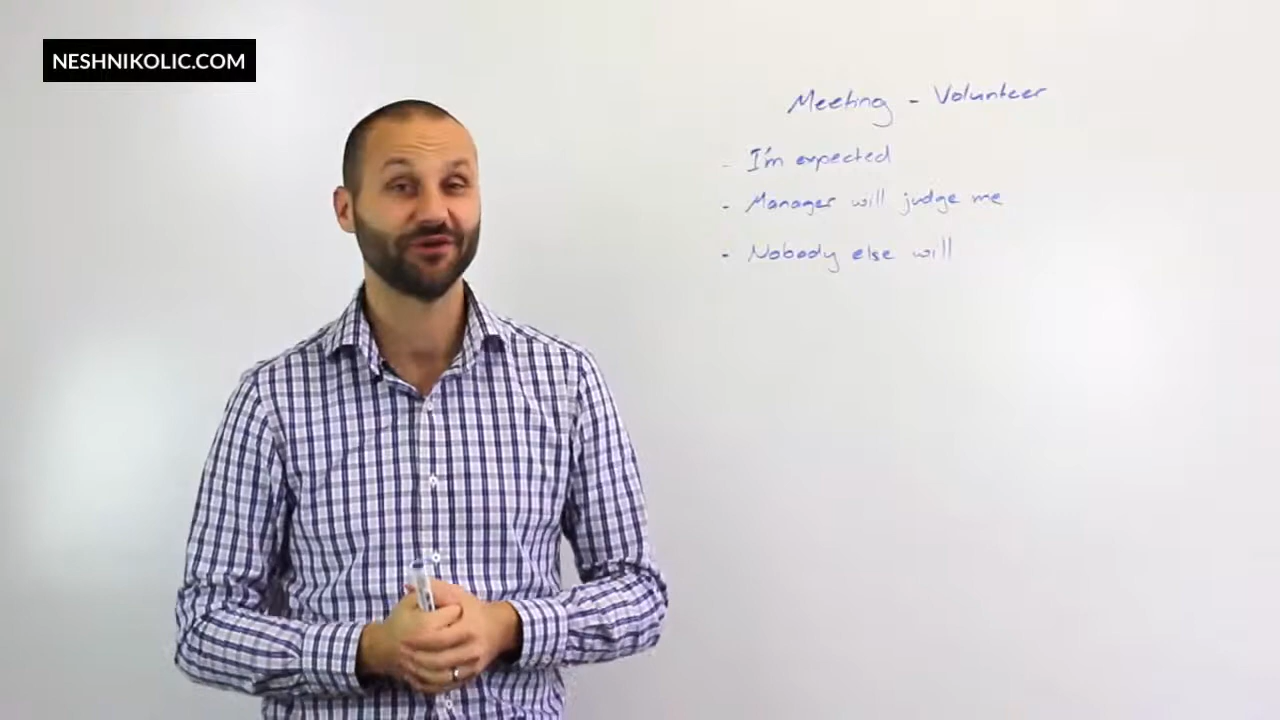 NESHNIKOLIC.COM
Meeting - Volunteer
- I'm expected
- Manager will judge me
- Nobody else will